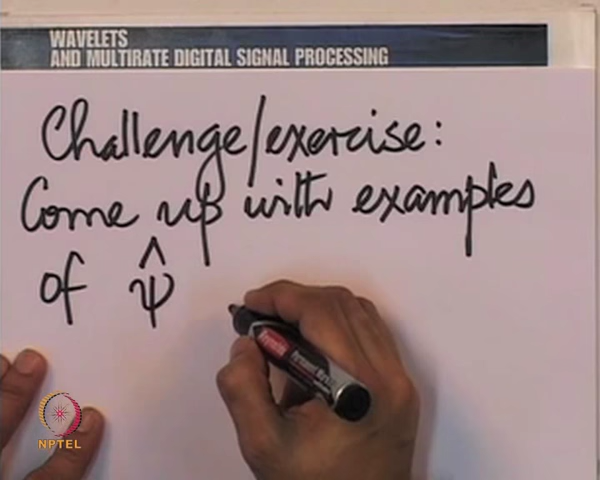 WAVELETS
AND MULTIRATE DIGITAL SIGNAL PROCESSING
Challenge/exercise:
Come up with examples
of ψ̂
NPTEL